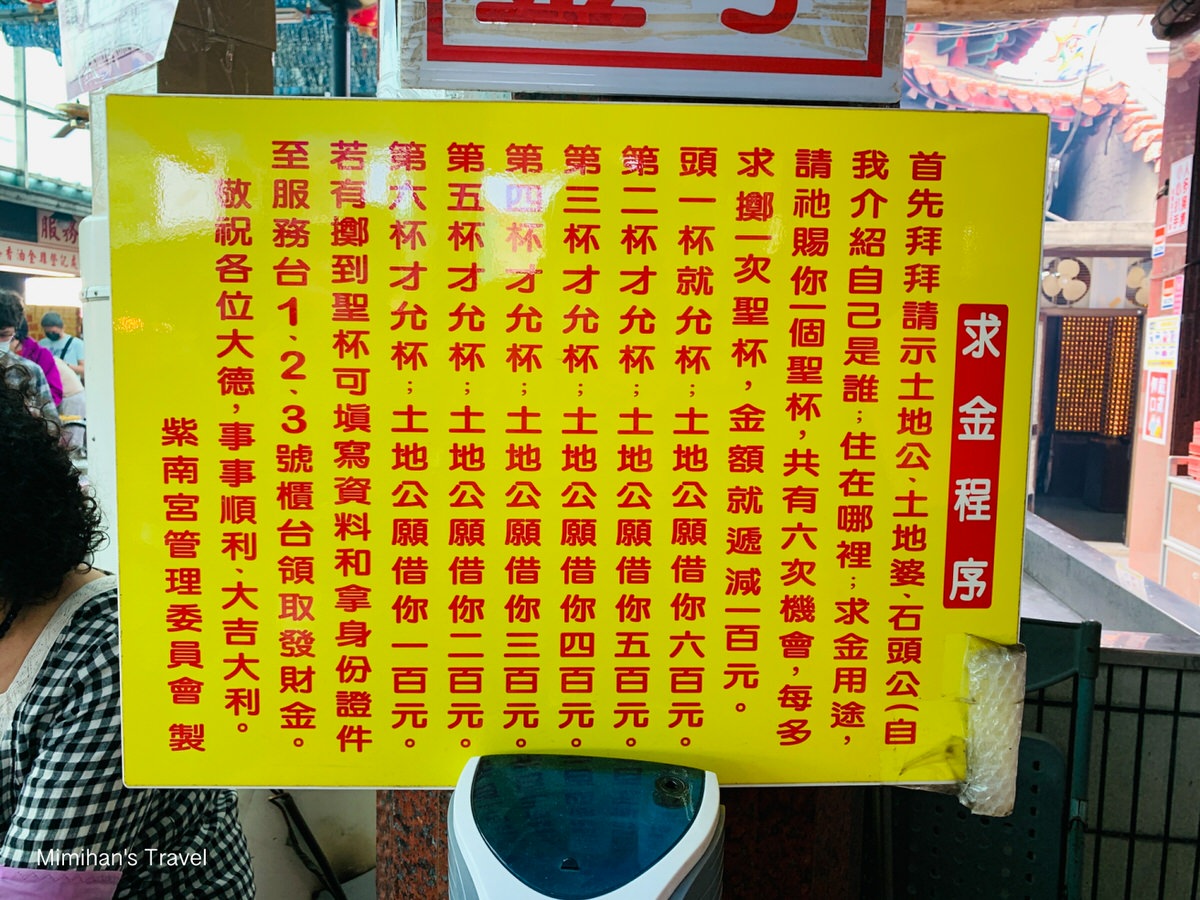 求金程序
首先拜拜請示土地公、土地婆、石頭公(自
我介紹自己是誰；住在哪裡；求金用途，
請祂賜你一個聖杯，共有六次機會，每多
求擲一次聖杯，金額就遞減一百元。
頭一杯就允杯；土地公願借你六百元。
第二杯才允杯；土地公願借你五百元。
第三杯才允杯；土地公願借你四百元。
第四杯才允杯；土地公願借你三百元。
第五杯才允杯；土地公願借你二百元。
第六杯才允杯；土地公願借你一百元。
若有擲到聖杯可填寫資料和拿身份證件
至服務台1、2、3號櫃台領取發財金。
敬祝各位大德，事事順利、大吉大利。
紫南宮管理委員會 製
服務
香油金雜登記處
Mimihan's Travel